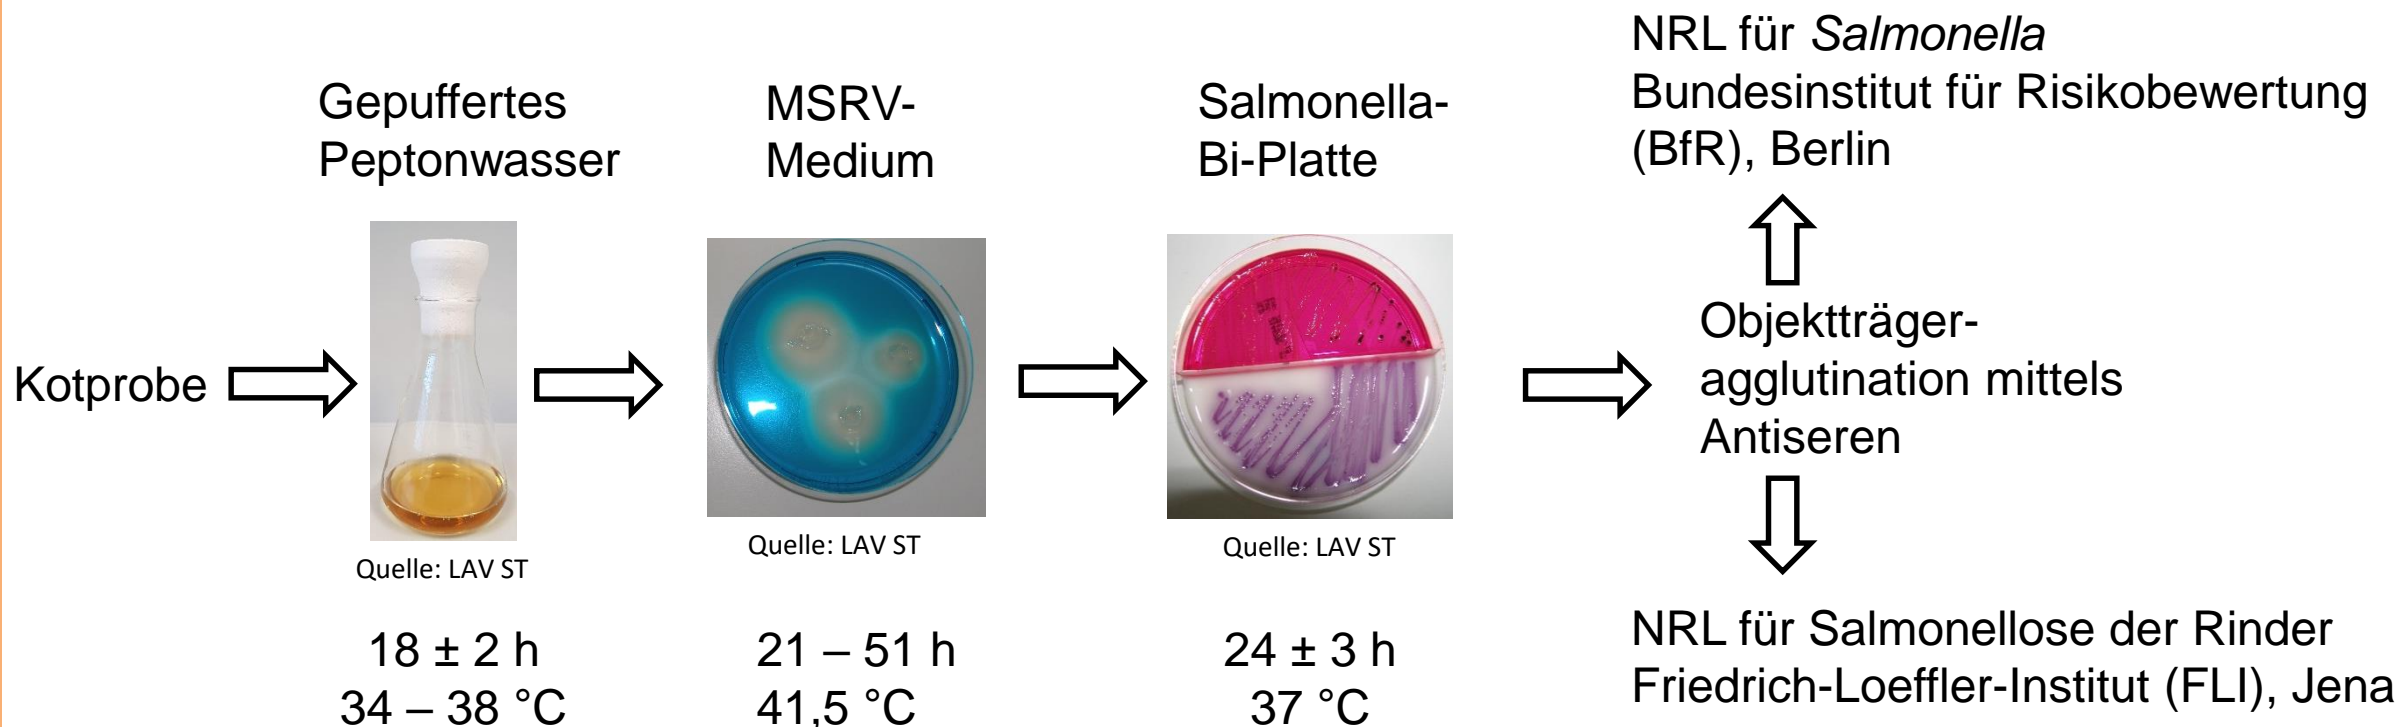 Kotprobe
Gepuffertes
Peptonwasser
Quelle: LAV ST
18 ± 2 h
34 – 38 °C
MSRV-
Medium
Quelle: LAV ST
21 – 51 h
41,5 °C
Salmonella-
Bi-Platte
Quelle: LAV ST
24 ± 3 h
37 °C
NRL für Salmonella
Bundesinstitut für Risikobewertung
(BfR), Berlin
Objektträger-
agglutination mittels
Antiseren
NRL für Salmonellose der Rinder
Friedrich-Loeffler-Institut (FLI), Jena